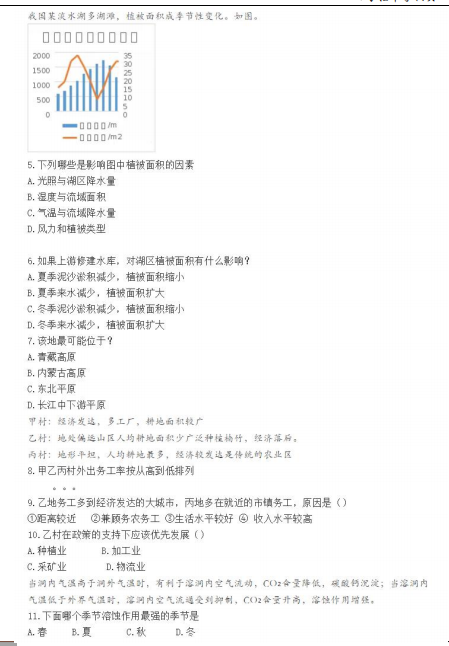 我国某淡水湖多湖滩，植被面积成季节性变化。如图。
2000
1500
1000
500
0
35
30
25
20
15
10
5
0
/m
/m2
5.下列哪些是影响图中植被面积的因素
A.光照与湖区降水量
B.湿度与流域面积
C.气温与流域降水量
D.风力和植被类型
6.如果上游修建水库，对湖区植被面积有什么影响?
A.夏季泥沙淤积减少，植被面积缩小
B.夏季来水减少，植被面积扩大
C.冬季泥沙淤积减少，植被面积缩小
D.冬季来水减少，植被面积扩大
7.该地最可能位于?
A.青藏高原
B.内蒙古高原
C.东北平原
D.长江中下游平原
甲村：经济发达，多工厂，耕地面积较广
乙村：地处偏远山区人均耕地面积少广泛种植楠竹，经济落后。
丙村：地形平坦，人均耕地最多，经济较发达是传统的农业区
8.甲乙丙村外出务工率按从高到低排列
。。。
9.乙地务工多到经济发达的大城市，丙地多在就近的市镇务工，原因是（）
①距离较近 ②兼顾务农务工 ③生活水平较好 ④ 收入水平较高
10.乙村在政策的支持下应该优先发展（）
A.种植业 B.加工业
C.采矿业 D.物流业
当洞内气温高于洞外气温时，有利于溶洞内空气流动，CO2含量降低，碳酸钙沉淀；当溶洞内
气温低于外界气温时，溶洞内空气流通受到抑制，CO2含量升高，溶蚀作用增强。
11.下面哪个季节溶蚀作用最强的季节是
A.春 B.夏 C.秋 D.冬